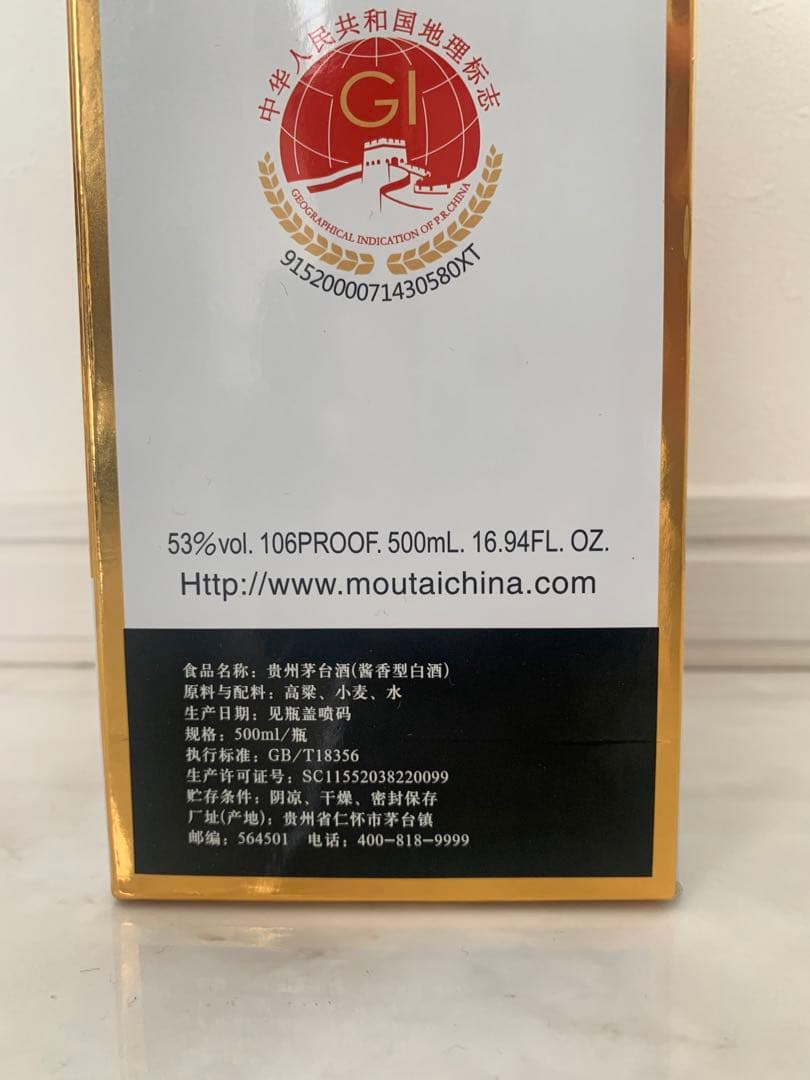 中华人民共和国地理标志
GI
GEOGRAPHICAL INDICATION OF P.R.CHINA
9152000071430580XT
53%vol. 106PROOF. 500mL. 16.94FL. OZ.
Http://www.moutaichina.com
食品名称：贵州茅台酒(酱香型白酒)
原料与配料：高粱、小麦、水
生产日期：见瓶盖喷码
规格：500ml/瓶
执行标准：GB/T18356
生产许可证号：SC11552038220099
贮存条件：阴凉、干燥、密封保存
厂址(产地)：贵州省仁怀市茅台镇
邮编：564501 电话：400-818-9999